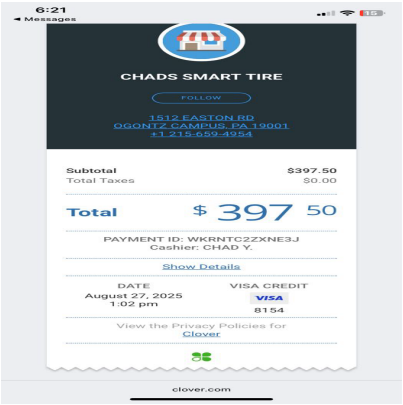 6:21
15
◄ Messages
CHADS SMART TIRE
FOLLOW
1512 EASTON RD
OGONTZ CAMPUS, PA 19001
+1 215-659-4954
Subtotal $397.50
Total Taxes $0.00
Total $ 397 50
PAYMENT ID: WKRNTC2ZXNE3J
Cashier: CHAD Y.
Show Details
DATE VISA CREDIT
August 27, 2025 VISA
1:02 pm 8154
View the Privacy Policies for
Clover
clover.com